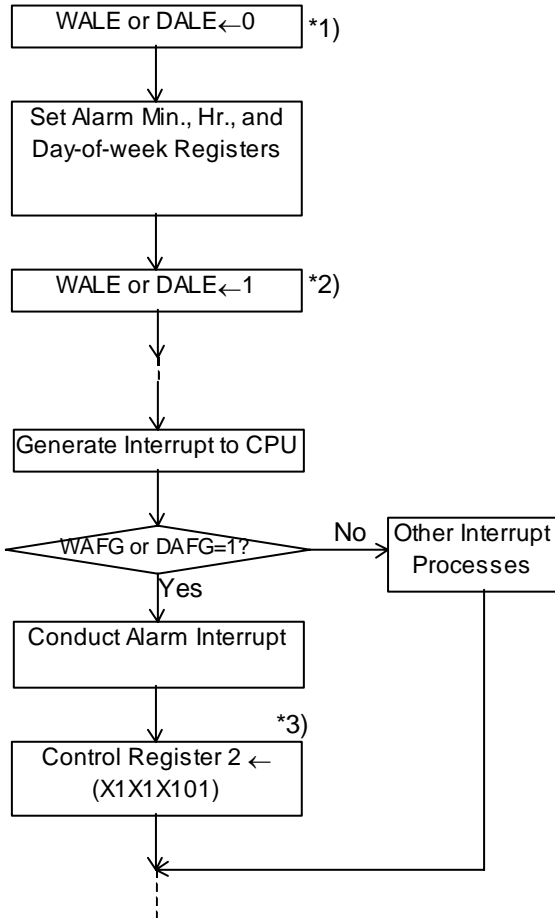 WALE or DALE←0
*1)
Set Alarm Min., Hr., and
Day-of-week Registers
WALE or DALE←1
*2)
Generate Interrupt to CPU
WAFG or DAFG=1?
No
Other Interrupt
Processes
Yes
Conduct Alarm Interrupt
*3)
Control Register 2 ←
(X1X1X101)